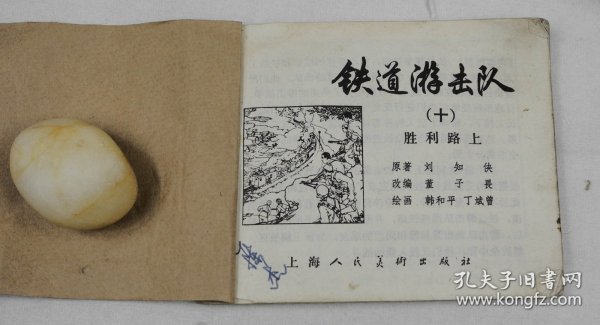 铁道游击队
(十)
胜利路上
原著 刘知侠
改编 董子畏
绘画 韩和平 丁斌曾
上海人民美術出版社
孔夫子旧书网
www.kongfz.com